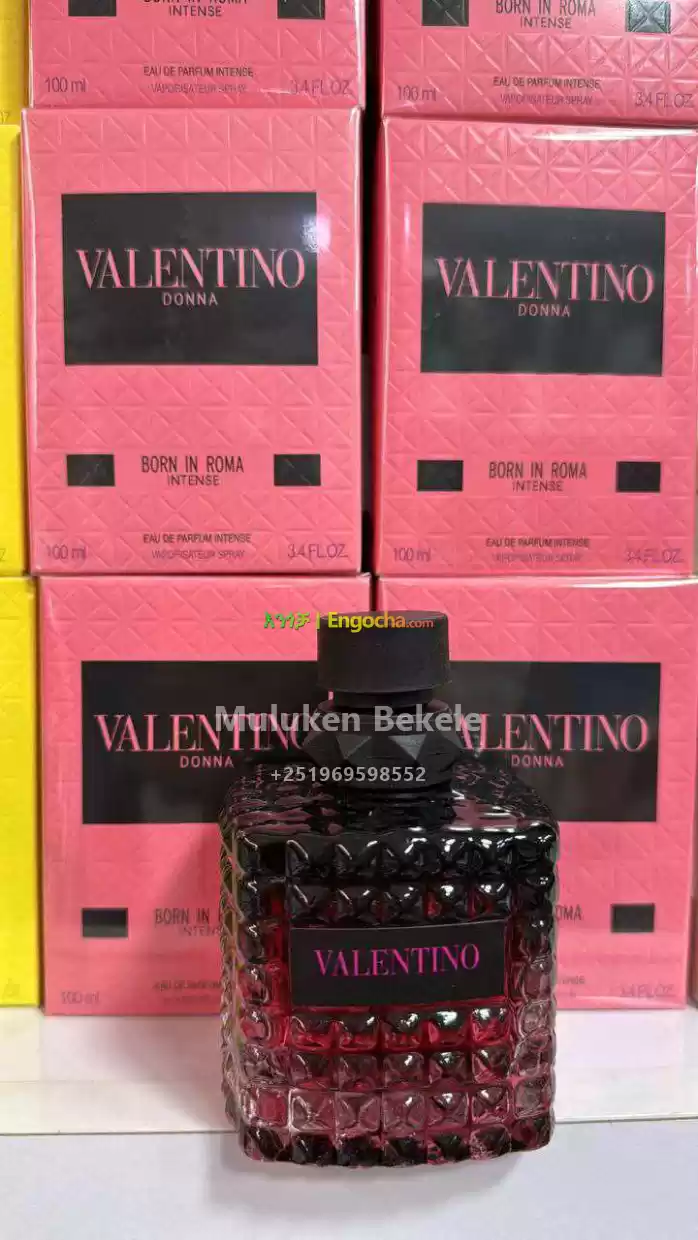 BORN IN ROMA
INTENSE
EAU DE PARFUM INTENSE
VAPORISATEUR SPRAY
100 ml
3.4 FL.OZ.
BORN IN ROMA
INTENSE
EAU DE PARFUM INTENSE
VAPORISATEUR SPRAY
100 ml
3.4 FL.OZ.
VALENTINO
DONNA
BORN IN ROMA
INTENSE
EAU DE PARFUM INTENSE
VAPORISATEUR SPRAY
100 ml
3.4 FL.OZ.
VALENTINO
DONNA
BORN IN ROMA
INTENSE
EAU DE PARFUM INTENSE
VAPORISATEUR SPRAY
100 ml
3.4 FL.OZ.
እንጎቻ | Engocha.com
VALENTINO
DONNA
BORN IN
INTENSE
100 ml
Muluken Bekele
+251969598552
VALENTINO
DONNA
ROMA
3.4 FL.OZ.
VALENTINO